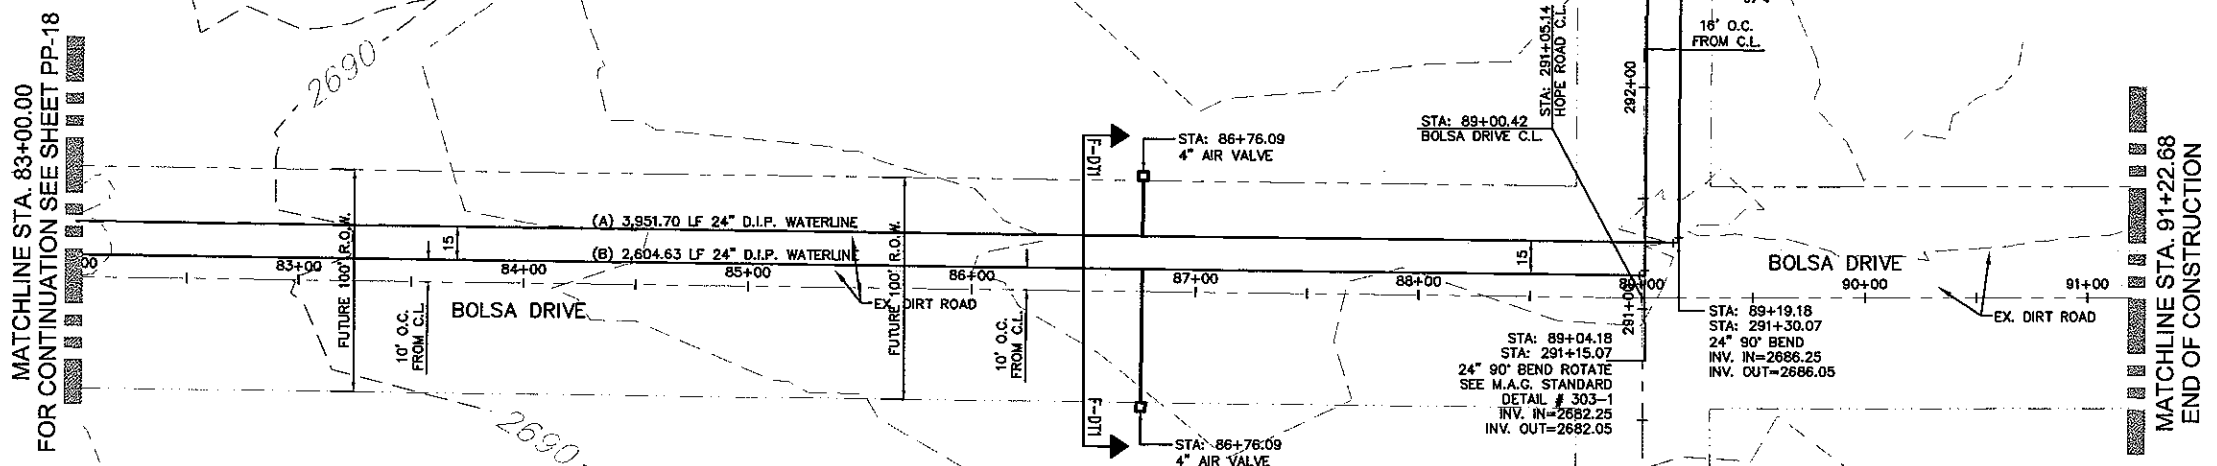 MATCHLINE STA. 83+00.00
FOR CONTINUATION SEE SHEET PP-18
2690
FUTURE 100' R.O.W.
83+00
15
10' O.C.
FROM C.L.
BOLSA DRIVE
84+00
(A) 3,951.70 LF 24" D.I.P. WATERLINE
(B) 2,604.63 LF 24" D.I.P. WATERLINE
85+00
EX. DIRT ROAD
FUTURE 100' R.O.W.
86+00
10' O.C.
FROM C.L.
2690
F-DT1
F-DT1
STA: 86+76.09
4" AIR VALVE
STA: 86+76.09
4" AIR VALVE
87+00
88+00
15
STA: 89+00.42
BOLSA DRIVE C.L.
STA: 291+05.14
HOPE ROAD C.L.
292+00
16' O.C.
FROM C.L.
89+00
291+00
STA: 89+04.18
STA: 291+15.07
24" 90° BEND ROTATE
SEE M.A.G. STANDARD
DETAIL # 303-1
INV. IN=2682.25
INV. OUT=2682.05
STA: 89+19.18
STA: 291+30.07
24" 90° BEND
INV. IN=2686.25
INV. OUT=2686.05
BOLSA DRIVE
90+00
EX. DIRT ROAD
91+00
MATCHLINE STA. 91+22.68
END OF CONSTRUCTION